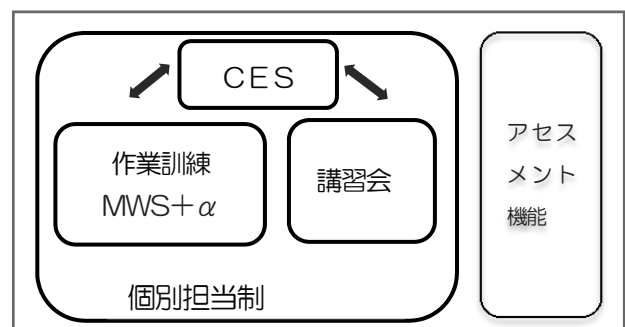 CES
作業訓練
MWS＋α
講習会
個別担当制
アセス
メント
機能